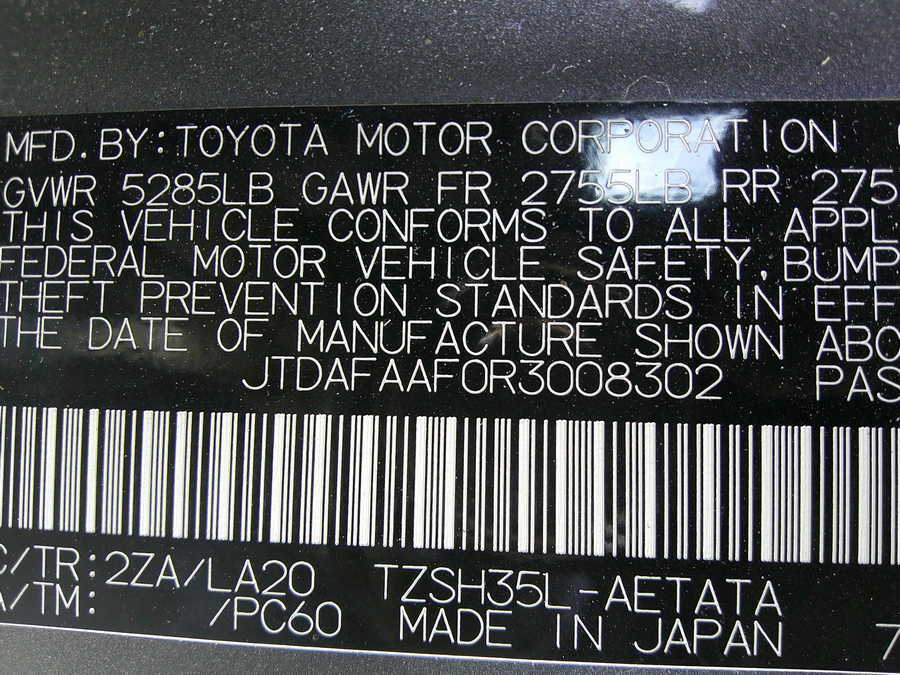 MFD. BY: TOYOTA MOTOR CORPORATION
GVWR 5285LB GAWR FR 2755LB RR 275
THIS VEHICLE CONFORMS TO ALL APPL
FEDERAL MOTOR VEHICLE SAFETY, BUMP
THEFT PREVENTION STANDARDS IN EFF
THE DATE OF MANUFACTURE SHOWN ABO
JTDAFAAF0R3008302 PAS
C/TR: 2ZA/LA20 TZSH35L-AETATA
A/TM: /PC60 MADE IN JAPAN 7